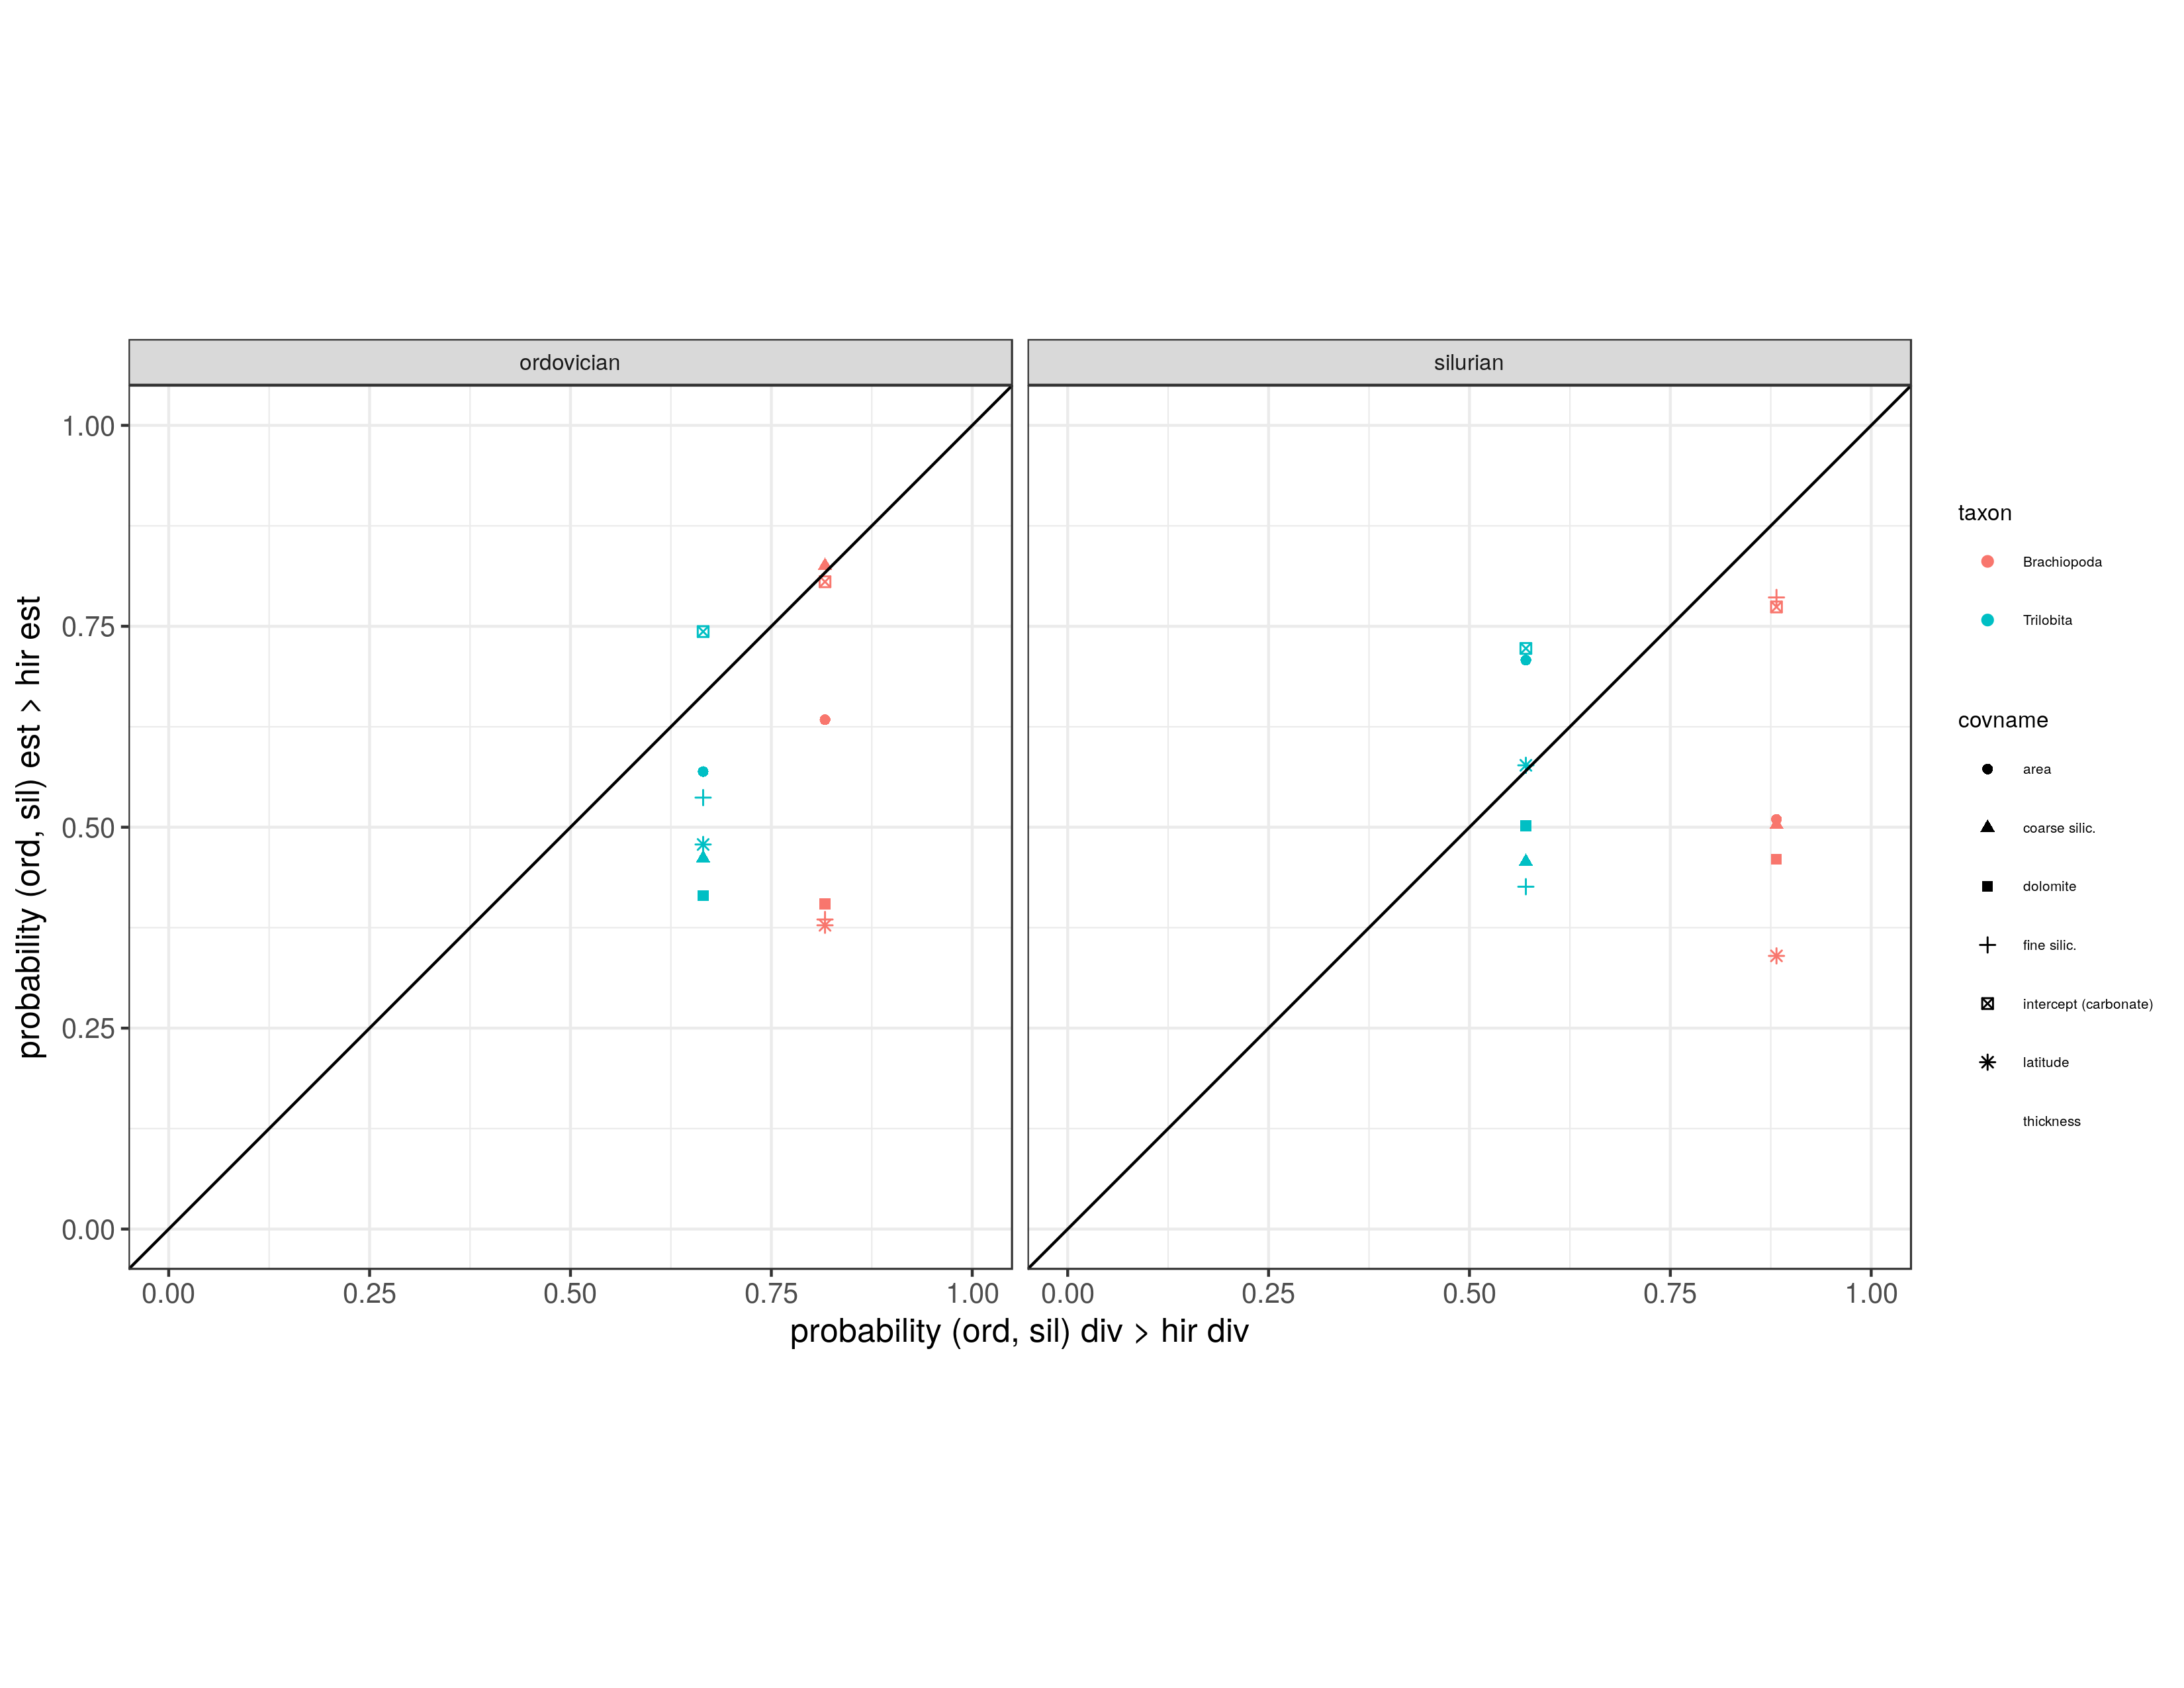 ordovician
silurian
probability (ord, sil) est > hir est
1.00
0.75
0.50
0.25
0.00
0.00
0.25
0.50
0.75
1.00
0.00
0.25
0.50
0.75
1.00
probability (ord, sil) div > hir div
taxon
Brachiopoda
Trilobita
covname
area
coarse silic.
dolomite
fine silic.
intercept (carbonate)
latitude
thickness